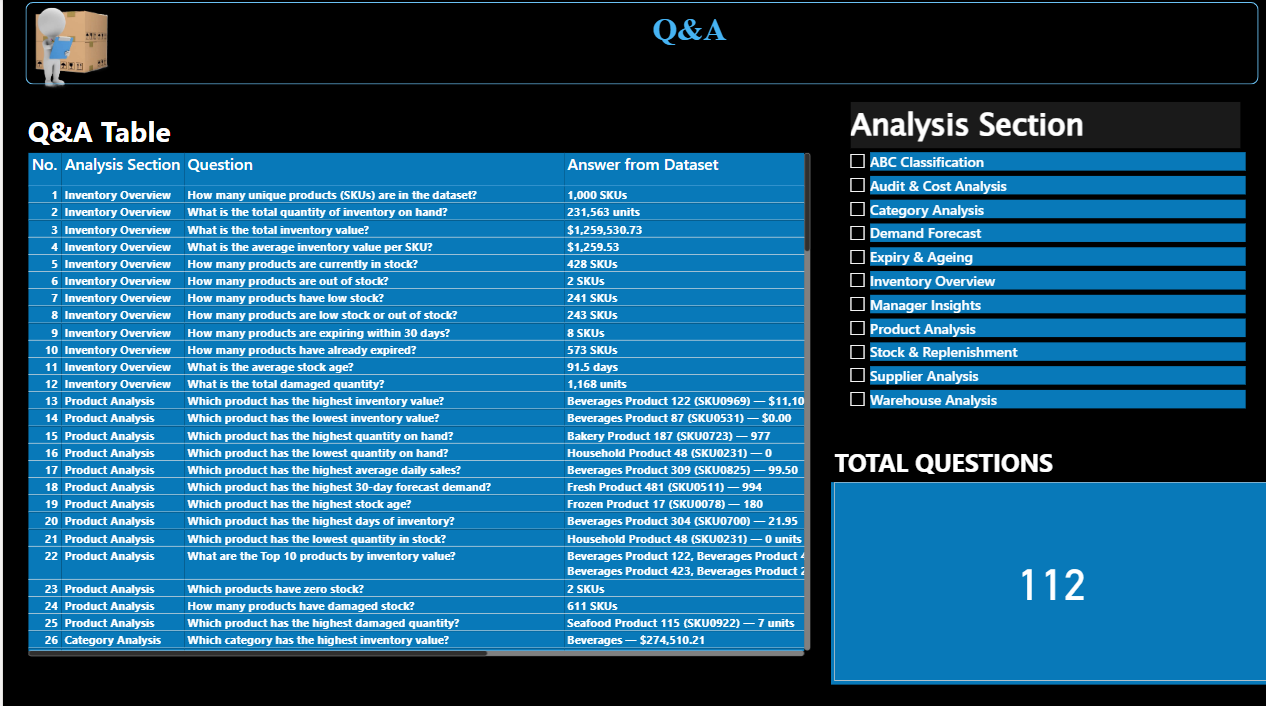 Q&A
Q&A Table
No. Analysis Section Question Answer from Dataset
1 Inventory Overview How many unique products (SKUs) are in the dataset? 1,000 SKUs
2 Inventory Overview What is the total quantity of inventory on hand? 231,563 units
3 Inventory Overview What is the total inventory value? $1,259,530.73
4 Inventory Overview What is the average inventory value per SKU? $1,259.53
5 Inventory Overview How many products are currently in stock? 428 SKUs
6 Inventory Overview How many products are out of stock? 2 SKUs
7 Inventory Overview How many products have low stock? 241 SKUs
8 Inventory Overview How many products are low stock or out of stock? 243 SKUs
9 Inventory Overview How many products are expiring within 30 days? 8 SKUs
10 Inventory Overview How many products have already expired? 573 SKUs
11 Inventory Overview What is the average stock age? 91.5 days
12 Inventory Overview What is the total damaged quantity? 1,168 units
13 Product Analysis Which product has the highest inventory value? Beverages Product 122 (SKU0969) — $11,10
14 Product Analysis Which product has the lowest inventory value? Beverages Product 87 (SKU0531) — $0.00
15 Product Analysis Which product has the highest quantity on hand? Bakery Product 187 (SKU0723) — 977
16 Product Analysis Which product has the lowest quantity on hand? Household Product 48 (SKU0231) — 0
17 Product Analysis Which product has the highest average daily sales? Beverages Product 309 (SKU0825) — 99.50
18 Product Analysis Which product has the highest 30-day forecast demand? Fresh Product 481 (SKU0511) — 994
19 Product Analysis Which product has the highest stock age? Frozen Product 17 (SKU0078) — 180
20 Product Analysis Which product has the highest days of inventory? Beverages Product 304 (SKU0700) — 21.95
21 Product Analysis Which product has the lowest quantity in stock? Household Product 48 (SKU0231) — 0 units
22 Product Analysis What are the Top 10 products by inventory value? Beverages Product 122, Beverages Product
Beverages Product 423, Beverages Product
23 Product Analysis Which products have zero stock? 2 SKUs
24 Product Analysis How many products have damaged stock? 611 SKUs
25 Product Analysis Which product has the highest damaged quantity? Seafood Product 115 (SKU0922) — 7 units
26 Category Analysis Which category has the highest inventory value? Beverages — $274,510.21
Analysis Section
ABC Classification
Audit & Cost Analysis
Category Analysis
Demand Forecast
Expiry & Ageing
Inventory Overview
Manager Insights
Product Analysis
Stock & Replenishment
Supplier Analysis
Warehouse Analysis
TOTAL QUESTIONS
112